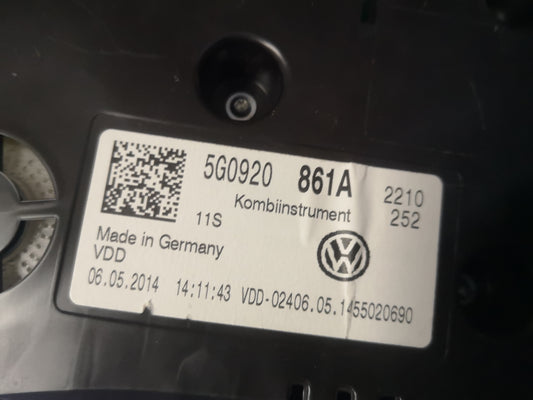 5G0920 861A 2210
Kombiinstrument 252
11S
Made in Germany
VDD
06.05.2014 14:11:43 VDD-02406.05.1455020690